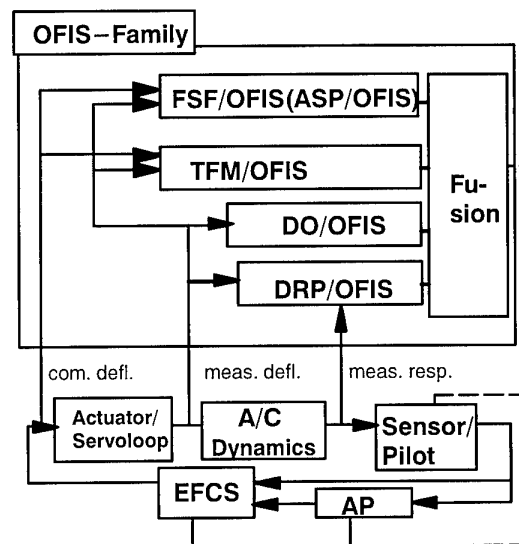 OFIS–Family
FSF/OFIS(ASP/OFIS)
TFM/OFIS
Fu-
sion
DO/OFIS
DRP/OFIS
com. defl.
meas. defl.
meas. resp.
Actuator/
Servoloop
A/C
Dynamics
Sensor/
Pilot
EFCS
AP